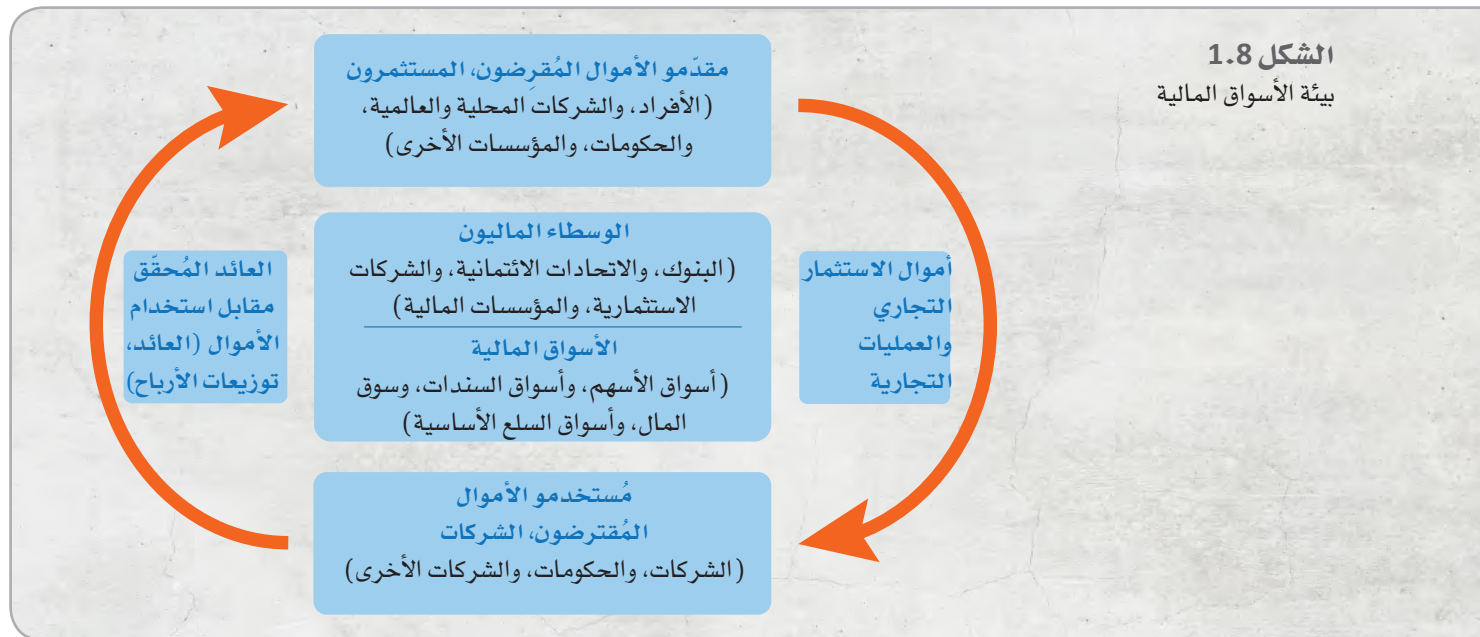 الشكل 1.8
بيئة الأسواق المالية
مقدّمو الأموال المُقرِضون، المستثمرون
(الأفراد، والشركات المحلية والعالمية،
والحكومات، والمؤسسات الأخرى)
أموال الاستثمار
التجاري
والعمليات
التجارية
الوسطاء الماليون
(البنوك، والاتحادات الائتمانية، والشركات
الاستثمارية، والمؤسسات المالية)
الأسواق المالية
(أسواق الأسهم، وأسواق السندات، وسوق
المال، وأسواق السلع الأساسية)
العائد المُحقّق
مقابل استخدام
الأموال (العائد،
توزيعات الأرباح)
مُستخدمو الأموال
المُقترضون، الشركات
(الشركات، والحكومات، والشركات الأخرى)